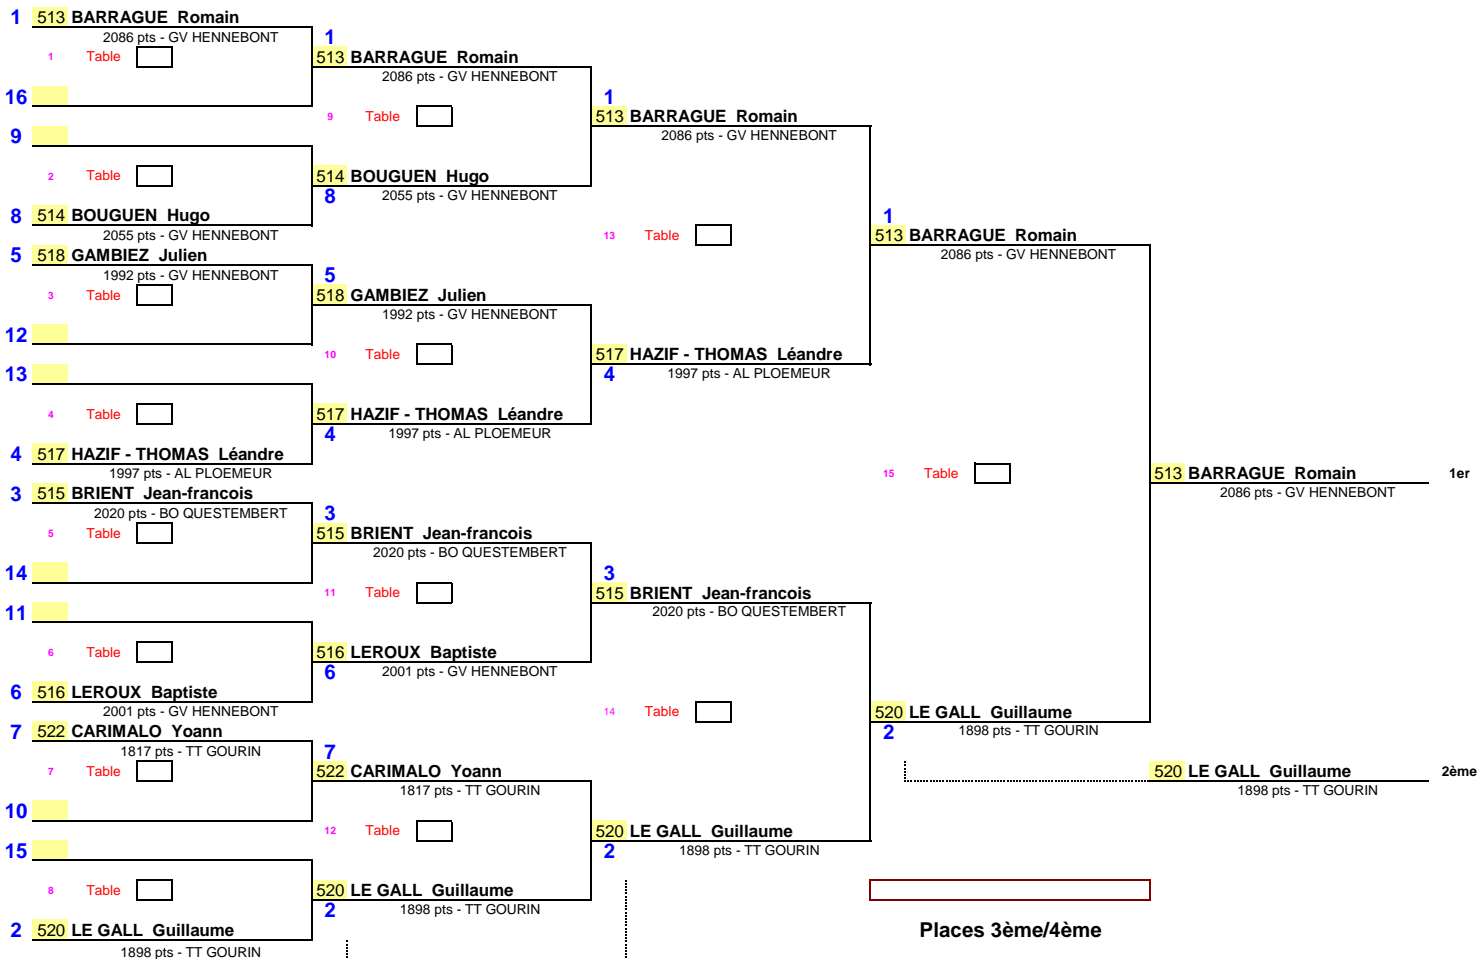 1 513 BARRAGUE Romain
2086 pts - GV HENNEBONT
1 Table
16
9
2 Table
8 514 BOUGUEN Hugo
2055 pts - GV HENNEBONT
5 518 GAMBIEZ Julien
1992 pts - GV HENNEBONT
3 Table
12
13
4 Table
4 517 HAZIF - THOMAS Léandre
1997 pts - AL PLOEMEUR
3 515 BRIENT Jean-francois
2020 pts - BO QUESTEMBERT
5 Table
14
11
6 Table
6 516 LEROUX Baptiste
2001 pts - GV HENNEBONT
7 522 CARIMALO Yoann
1817 pts - TT GOURIN
7 Table
10
15
8 Table
2 520 LE GALL Guillaume
1898 pts - TT GOURIN
1
513 BARRAGUE Romain
2086 pts - GV HENNEBONT
9 Table
514 BOUGUEN Hugo
8 2055 pts - GV HENNEBONT
5
518 GAMBIEZ Julien
1992 pts - GV HENNEBONT
10 Table
517 HAZIF - THOMAS Léandre
4 1997 pts - AL PLOEMEUR
3
515 BRIENT Jean-francois
2020 pts - BO QUESTEMBERT
11 Table
516 LEROUX Baptiste
6 2001 pts - GV HENNEBONT
7
522 CARIMALO Yoann
1817 pts - TT GOURIN
12 Table
520 LE GALL Guillaume
2 1898 pts - TT GOURIN
1
513 BARRAGUE Romain
2086 pts - GV HENNEBONT
13 Table
517 HAZIF - THOMAS Léandre
4 1997 pts - AL PLOEMEUR
3
515 BRIENT Jean-francois
2020 pts - BO QUESTEMBERT
14 Table
520 LE GALL Guillaume
2 1898 pts - TT GOURIN
1
513 BARRAGUE Romain
2086 pts - GV HENNEBONT
15 Table
520 LE GALL Guillaume
2 1898 pts - TT GOURIN
513 BARRAGUE Romain 1er
2086 pts - GV HENNEBONT
520 LE GALL Guillaume 2ème
1898 pts - TT GOURIN
Places 3ème/4ème